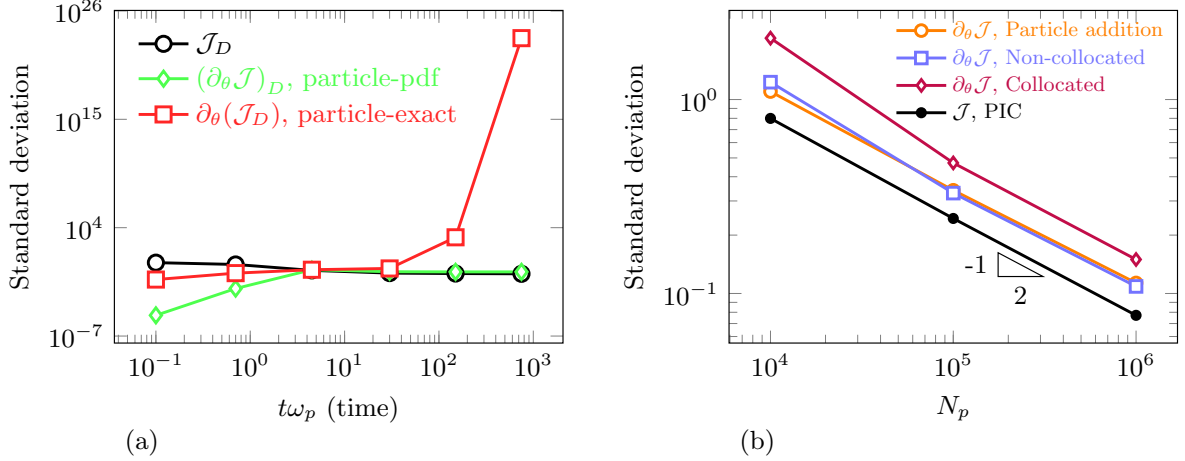 10^26
10^15
10^4
10^−7
Standard deviation
𝒥_D
(∂_θ𝒥)_D, particle-pdf
∂_θ(𝒥_D), particle-exact
10^−1 10^0 10^1 10^2 10^3
tω_p (time)
(a)
10^0
10^−1
Standard deviation
∂_θ𝒥, Particle addition
∂_θ𝒥, Non-collocated
∂_θ𝒥, Collocated
𝒥, PIC
-1
2
10^4 10^5 10^6
N_p
(b)